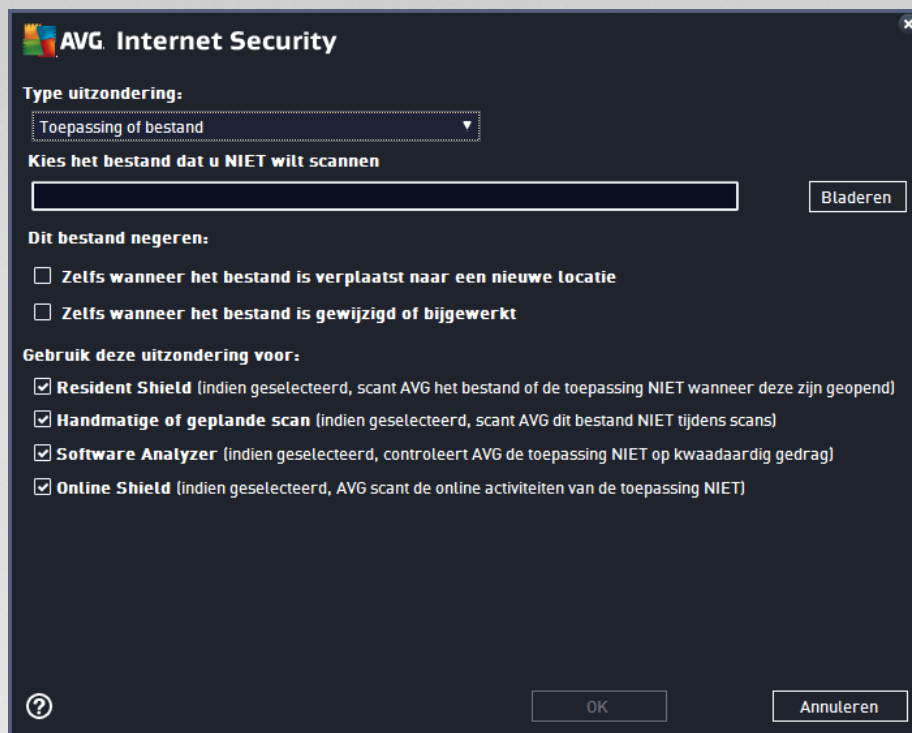 AVG. Internet Security
Type uitzondering:
Toepassing of bestand
Kies het bestand dat u NIET wilt scannen
Bladeren
Dit bestand negeren:
Zelfs wanneer het bestand is verplaatst naar een nieuwe locatie
Zelfs wanneer het bestand is gewijzigd of bijgewerkt
Gebruik deze uitzondering voor:
Resident Shield (indien geselecteerd, scant AVG het bestand of de toepassing NIET wanneer deze zijn geopend)
Handmatige of geplande scan (indien geselecteerd, scant AVG dit bestand NIET tijdens scans)
Software Analyzer (indien geselecteerd, controleert AVG de toepassing NIET op kwaadaardig gedrag)
Online Shield (indien geselecteerd, AVG scant de online activiteiten van de toepassing NIET)
?
OK
Annuleren